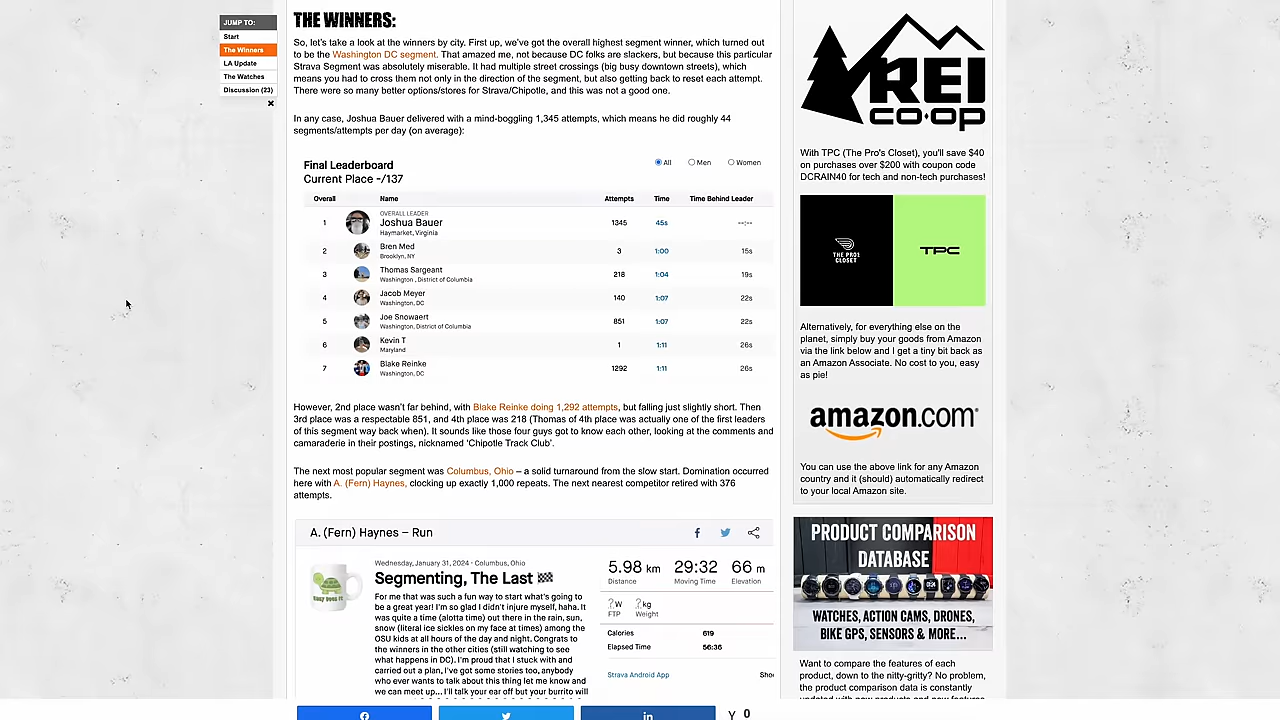 JUMP TO:
Start
The Winners
LA Update
The Watches
Discussion (23)
THE WINNERS:
So, let's take a look at the winners by city. First up, we've got the overall highest segment winner, which turned out
to be the Washington DC segment. That amazed me, not because DC folks are slackers, but because this particular
Strava Segment was absolutely miserable. It had multiple street crossings (big busy downtown streets), which
means you had to cross them not only in the direction of the segment, but also getting back to reset each attempt.
There were so many better options/stores for Strava/Chipotle, and this was not a good one.
In any case, Joshua Bauer delivered with a mind-boggling 1,345 attempts, which means he did roughly 44
segments/attempts per day (on average):
Final Leaderboard
Current Place -/137
All Men Women
Overall Name Attempts Time Time Behind Leader
OVERALL LEADER
1 Joshua Bauer 1345 45s --:--
Haymarket, Virginia
2 Bren Med 3 1:00 15s
Brooklyn, NY
3 Thomas Sargeant 218 1:04 19s
Washington , District of Columbia
4 Jacob Meyer 140 1:07 22s
Washington, DC
5 Joe Snowaert 851 1:07 22s
Washington, District of Columbia
6 Kevin T 1 1:11 26s
Maryland
7 Blake Reinke 1292 1:11 26s
Washington, DC
However, 2nd place wasn't far behind, with Blake Reinke doing 1,292 attempts, but falling just slightly short. Then
3rd place was a respectable 851, and 4th place was 218 (Thomas of 4th place was actually one of the first leaders
of this segment way back when). It sounds like those four guys got to know each other, looking at the comments and
camaraderie in their postings, nicknamed 'Chipotle Track Club'.
The next most popular segment was Columbus, Ohio – a solid turnaround from the slow start. Domination occurred
here with A. (Fern) Haynes, clocking up exactly 1,000 repeats. The next nearest competitor retired with 376
attempts.
A. (Fern) Haynes – Run
Wednesday, January 31, 2024 · Columbus, Ohio
Segmenting, The Last
For me that was such a fun way to start what's going to
be a great year! I'm so glad I didn't injure myself, haha. It
was quite a time (alotta time) out there in the rain, sun,
snow (literal ice sickles on my face at times) among the
OSU kids at all hours of the day and night. Congrats to
the winners in the other cities (still watching to see
what happens in DC). I'm proud that I stuck with and
carried out a plan. I've got some stories too, anybody
who ever wants to talk about this thing let me know and
we can meet up... I'll talk your ear off but your burrito will
5.98 km 29:32 66 m
Distance Moving Time Elevation
?W ?kg
FTP Weight
Calories 619
Elapsed Time 56:36
Strava Android App Sho
Y 0
REI
CO·OP
With TPC (The Pro's Closet), you'll save $40
on purchases over $200 with coupon code
DCRAIN40 for tech and non-tech purchases!
THE PRO'S
CLOSET
TPC
Alternatively, for everything else on the
planet, simply buy your goods from Amazon
via the link below and I get a tiny bit back as
an Amazon Associate. No cost to you, easy
as pie!
amazon.com
You can use the above link for any Amazon
country and it (should) automatically redirect
to your local Amazon site.
PRODUCT COMPARISON
DATABASE
WATCHES, ACTION CAMS, DRONES,
BIKE GPS, SENSORS & MORE...
Want to compare the features of each
product, down to the nitty-gritty? No problem,
the product comparison data is constantly
updated with new products and new features